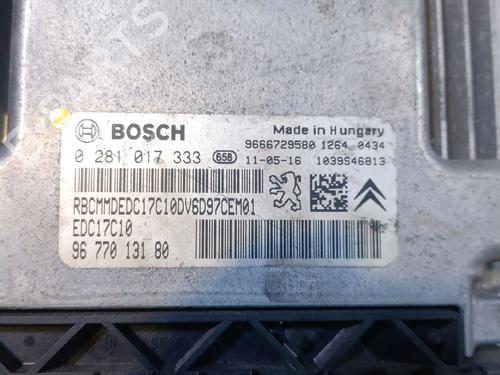 BOSCH
Made in Hungary
9666729580 1264 0434
0 281 017 333 658 11-05-16 1039S46813
RBCMMDEDC17C10DV6D97CEM01
EDC17C10
96 770 131 80